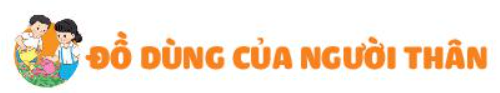 ĐỒ DÙNG CỦA NGƯỜI THÂN